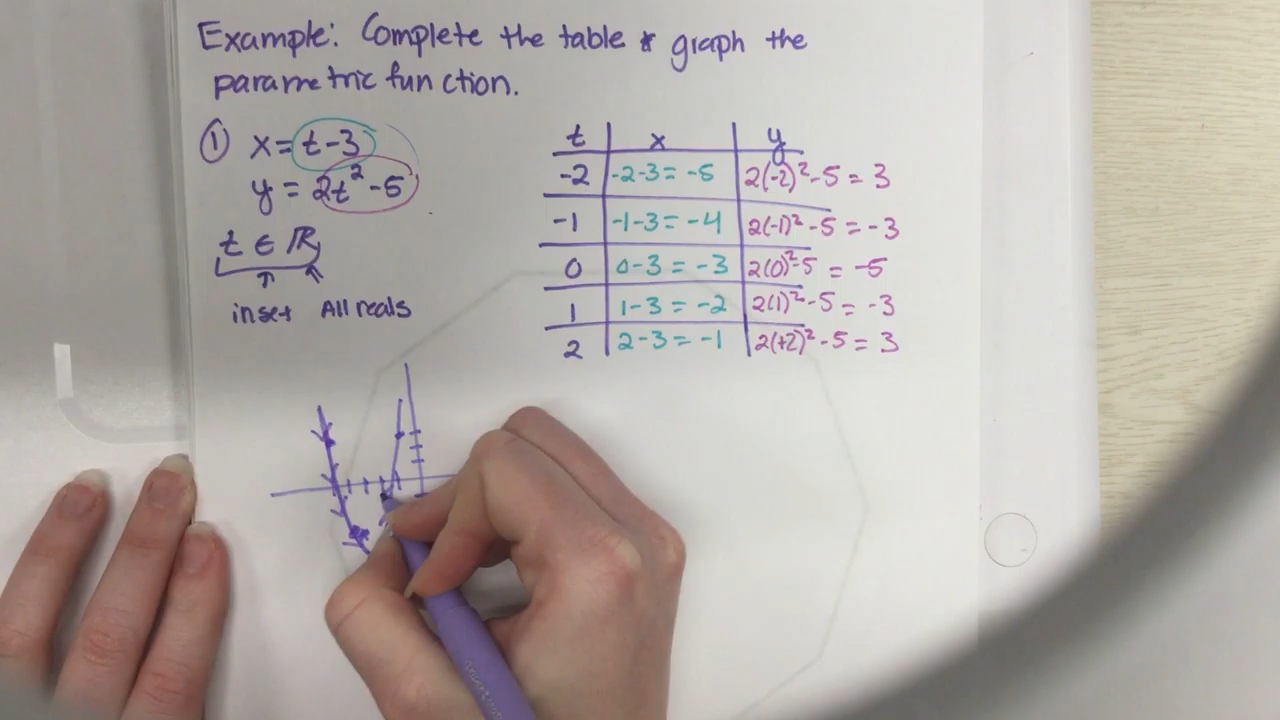 Example: Complete the table & graph the
parametric function.
① x = t - 3
y = 2t² - 5
t ∈ ℝ
↑ ↑
in set All reals
t x y
-2 -2-3 = -5 2(-2)² - 5 = 3
-1 -1-3 = -4 2(-1)² - 5 = -3
0 0-3 = -3 2(0)² - 5 = -5
1 1-3 = -2 2(1)² - 5 = -3
2 2-3 = -1 2(+2)² - 5 = 3